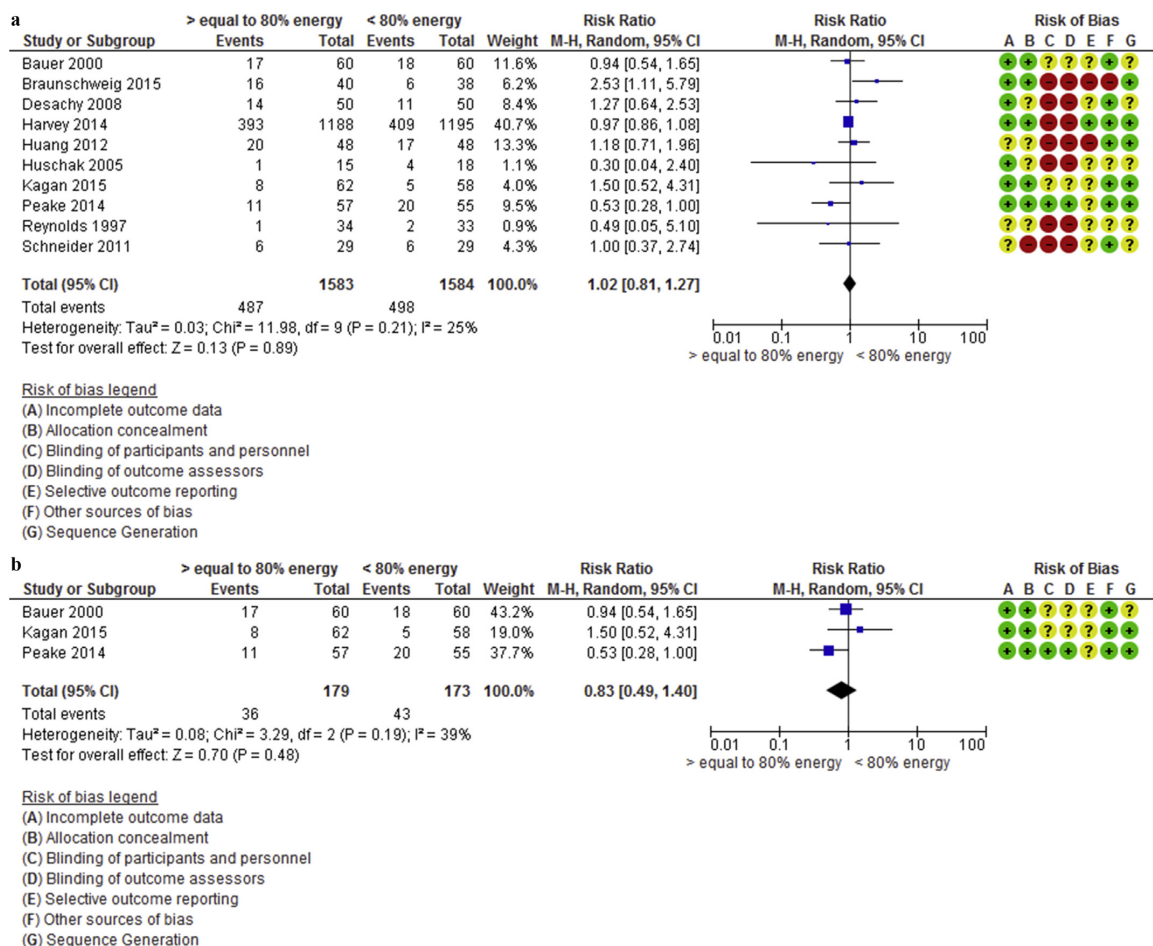 a
> equal to 80% energy < 80% energy Risk Ratio Risk Ratio Risk of Bias
Study or Subgroup Events Total Events Total Weight M-H, Random, 95% CI M-H, Random, 95% CI A B C D E F G
Bauer 2000 17 60 18 60 11.6% 0.94 [0.54, 1.65] + + ? ? ? + ?
Braunschweig 2015 16 40 6 38 6.2% 2.53 [1.11, 5.79] + + - - - - +
Desachy 2008 14 50 11 50 8.4% 1.27 [0.64, 2.53] + ? - - ? + ?
Harvey 2014 393 1188 409 1195 40.7% 0.97 [0.86, 1.08] + + - - + + +
Huang 2012 20 48 17 48 13.3% 1.18 [0.71, 1.96] ? ? - - - + +
Huschak 2005 1 15 4 18 1.1% 0.30 [0.04, 2.40] + ? - - ? ? ?
Kagan 2015 8 62 5 58 4.0% 1.50 [0.52, 4.31] + + ? ? ? + +
Peake 2014 11 57 20 55 9.5% 0.53 [0.28, 1.00] + + + + ? + +
Reynolds 1997 1 34 2 33 0.9% 0.49 [0.05, 5.10] ? ? - - ? ? ?
Schneider 2011 6 29 6 29 4.3% 1.00 [0.37, 2.74] ? - - - ? + ?
Total (95% CI) 1583 1584 100.0% 1.02 [0.81, 1.27]
Total events 487 498
Heterogeneity: Tau² = 0.03; Chi² = 11.98, df = 9 (P = 0.21); I² = 25%
Test for overall effect: Z = 0.13 (P = 0.89)
0.01 0.1 1 10 100
> equal to 80% energy < 80% energy
Risk of bias legend
(A) Incomplete outcome data
(B) Allocation concealment
(C) Blinding of participants and personnel
(D) Blinding of outcome assessors
(E) Selective outcome reporting
(F) Other sources of bias
(G) Sequence Generation
b
> equal to 80% energy < 80% energy Risk Ratio Risk Ratio Risk of Bias
Study or Subgroup Events Total Events Total Weight M-H, Random, 95% CI M-H, Random, 95% CI A B C D E F G
Bauer 2000 17 60 18 60 43.2% 0.94 [0.54, 1.65] + + ? ? ? + ?
Kagan 2015 8 62 5 58 19.0% 1.50 [0.52, 4.31] + + ? ? ? + +
Peake 2014 11 57 20 55 37.7% 0.53 [0.28, 1.00] + + + + ? + +
Total (95% CI) 179 173 100.0% 0.83 [0.49, 1.40]
Total events 36 43
Heterogeneity: Tau² = 0.08; Chi² = 3.29, df = 2 (P = 0.19); I² = 39%
Test for overall effect: Z = 0.70 (P = 0.48)
0.01 0.1 1 10 100
> equal to 80% energy < 80% energy
Risk of bias legend
(A) Incomplete outcome data
(B) Allocation concealment
(C) Blinding of participants and personnel
(D) Blinding of outcome assessors
(E) Selective outcome reporting
(F) Other sources of bias
(G) Sequence Generation